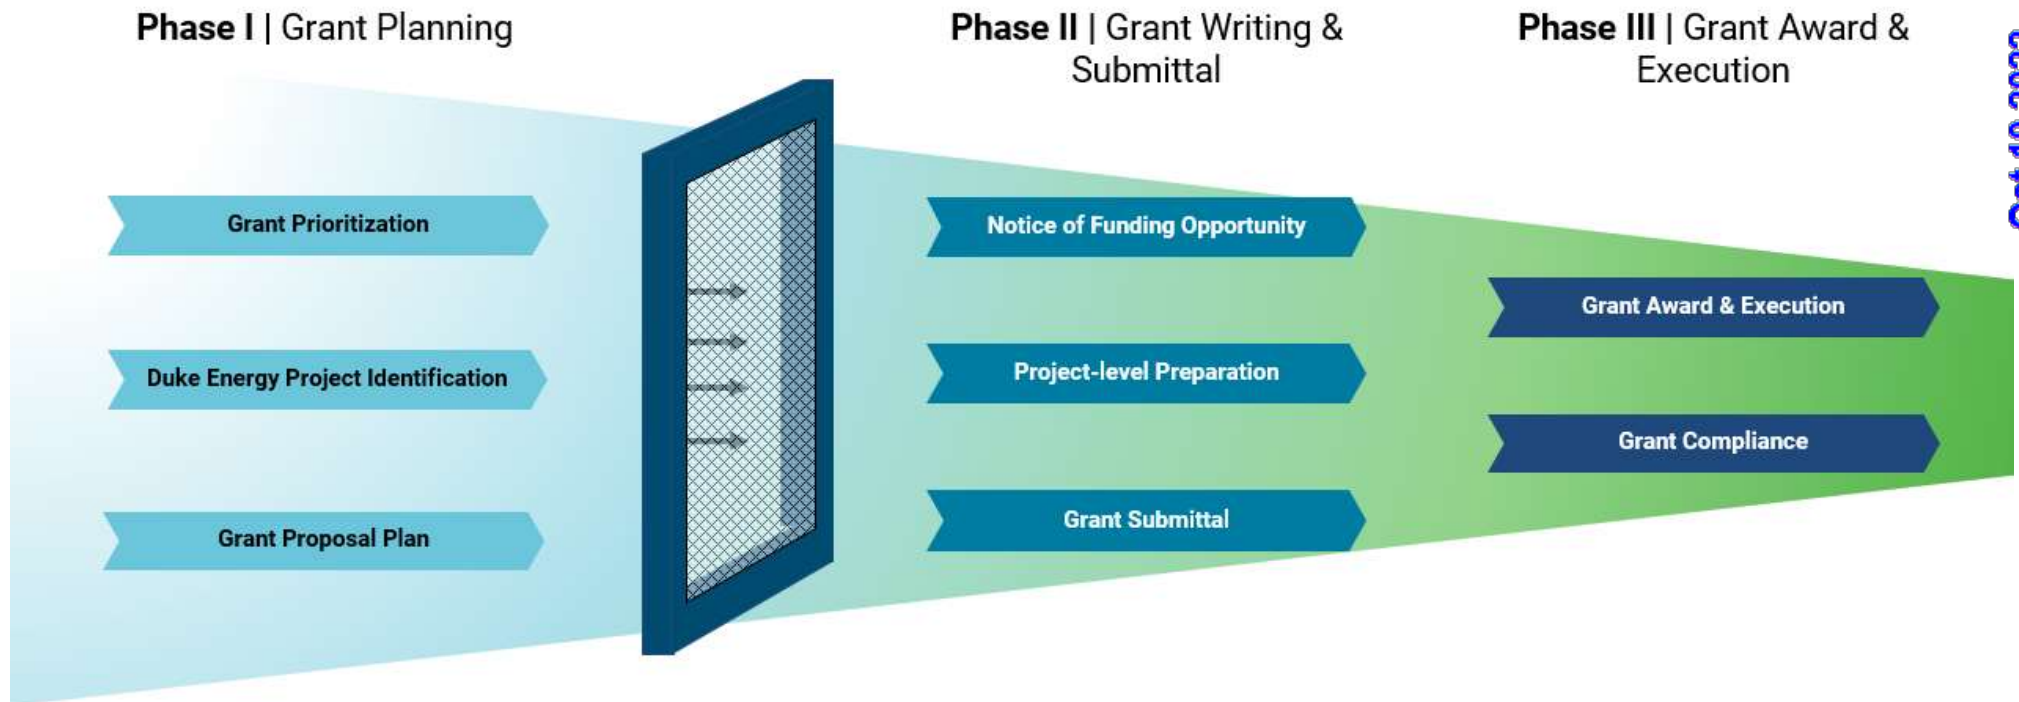 Phase I | Grant Planning
Phase II | Grant Writing &
Submittal
Phase III | Grant Award &
Execution
Grant Prioritization
Duke Energy Project Identification
Grant Proposal Plan
Notice of Funding Opportunity
Project-level Preparation
Grant Submittal
Grant Award & Execution
Grant Compliance